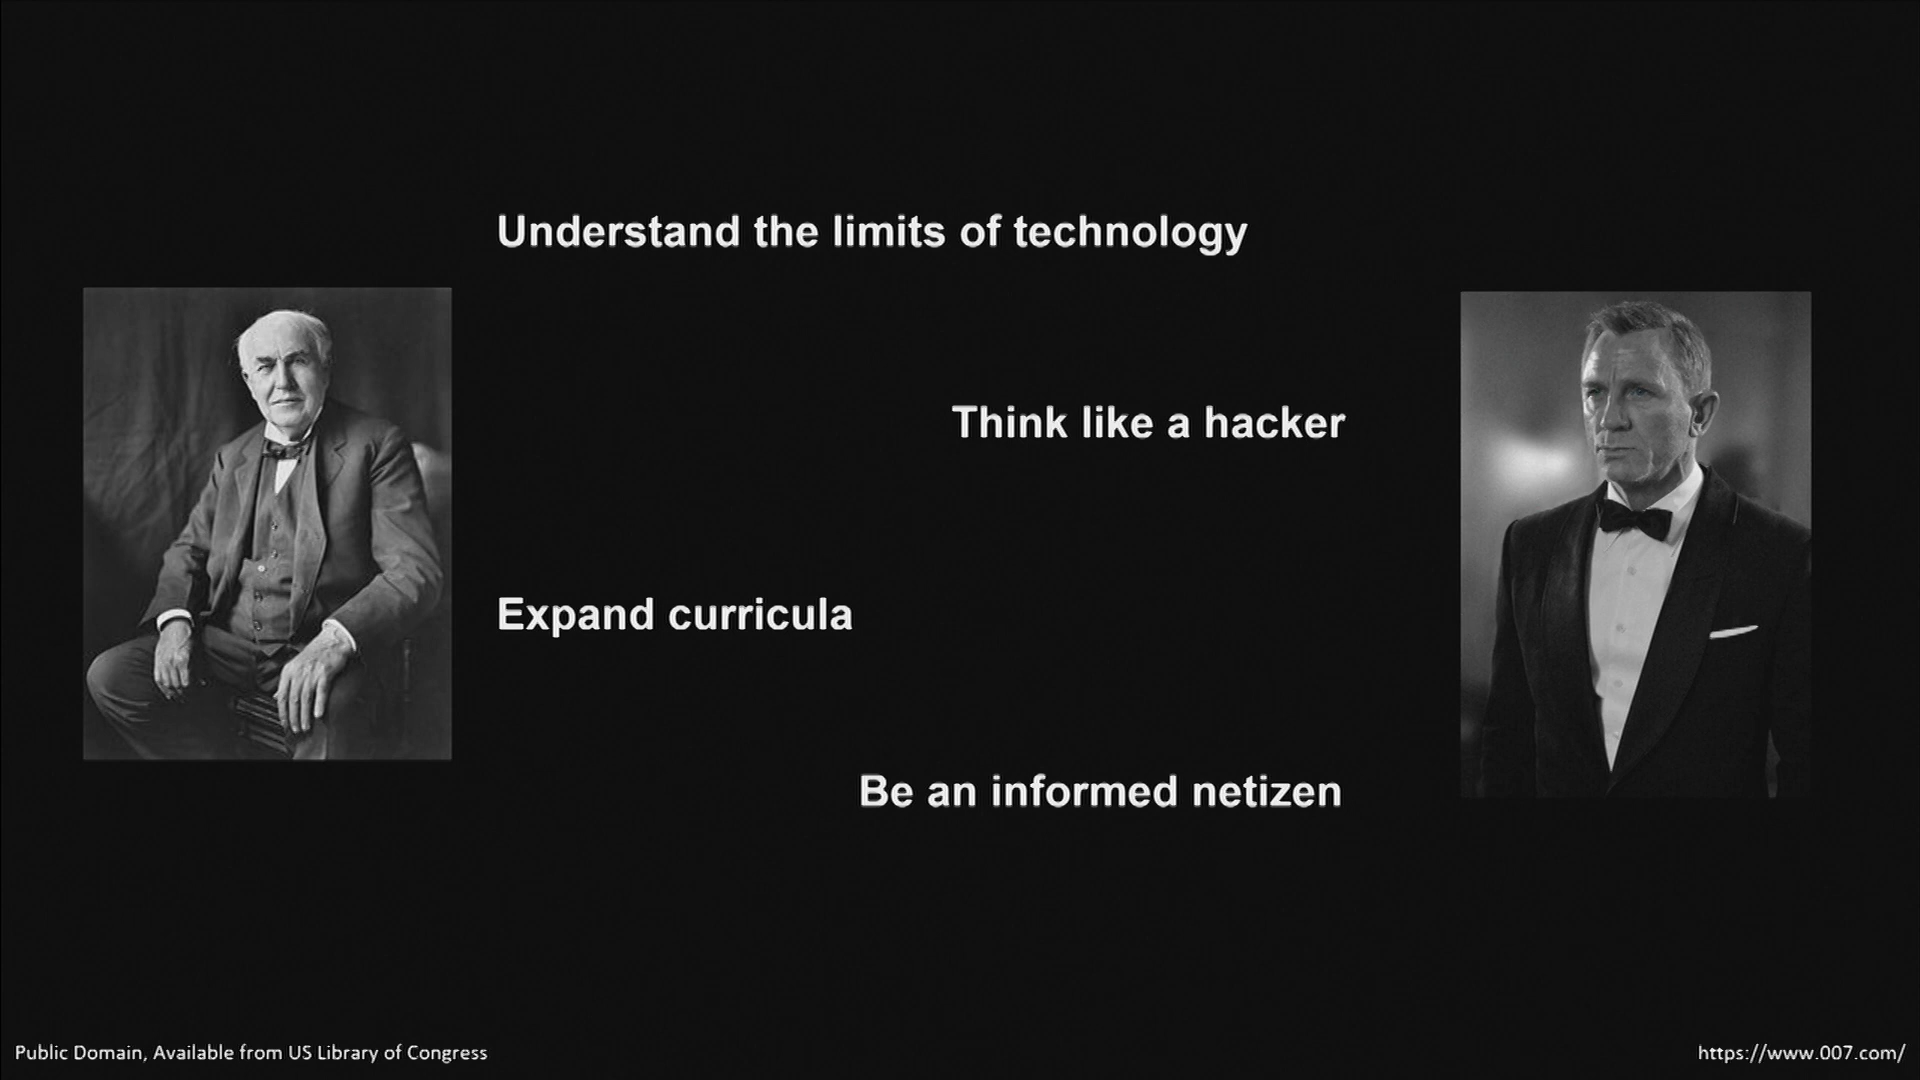 Understand the limits of technology
Think like a hacker
Expand curricula
Be an informed netizen
Public Domain, Available from US Library of Congress
https://www.007.com/